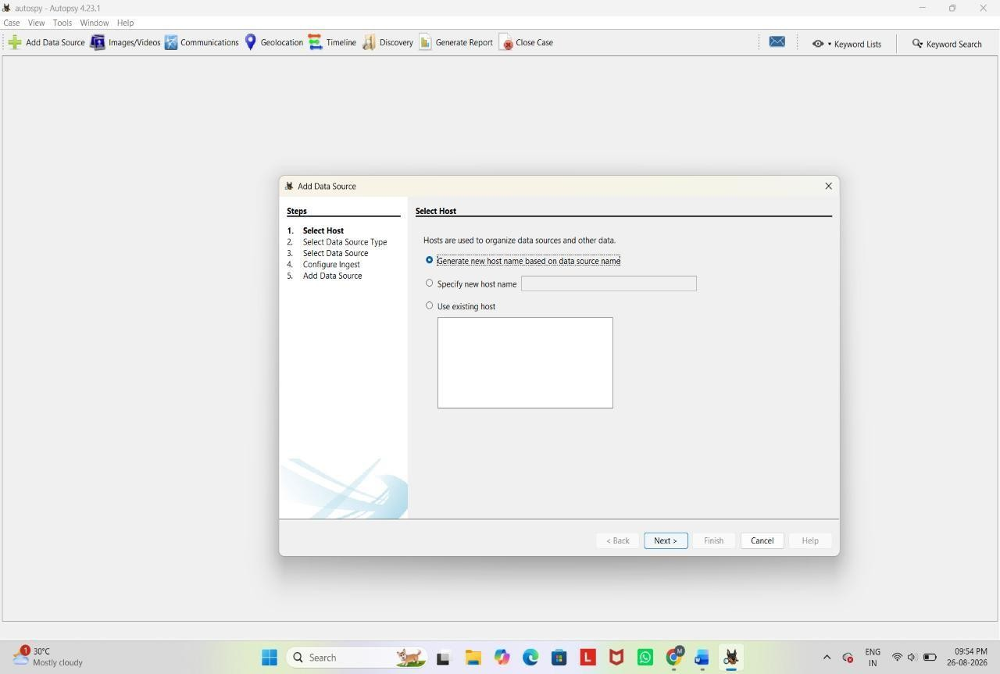 autospy - Autopsy 4.23.1
Case View Tools Window Help
Add Data Source Images/Videos Communications Geolocation Timeline Discovery Generate Report Close Case Keyword Lists Keyword Search
Add Data Source
Steps
1. Select Host
2. Select Data Source Type
3. Select Data Source
4. Configure Ingest
5. Add Data Source
Select Host
Hosts are used to organize data sources and other data.
Generate new host name based on data source name
Specify new host name
Use existing host
< Back Next > Finish Cancel Help
1
30°C
Mostly cloudy
Search
L
M
W
ENG
IN
09:54 PM
26-08-2026